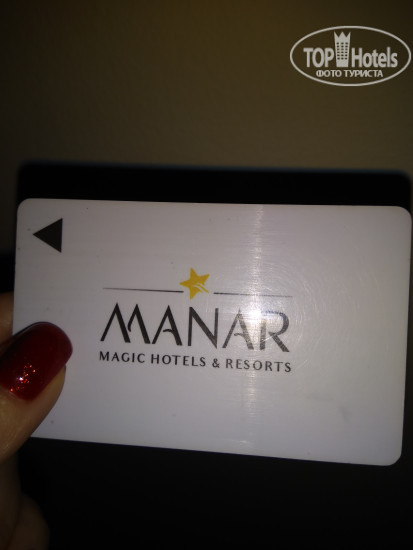 TOP Hotels
ФОТО ТУРИСТА
MANAR
MAGIC HOTELS & RESORTS